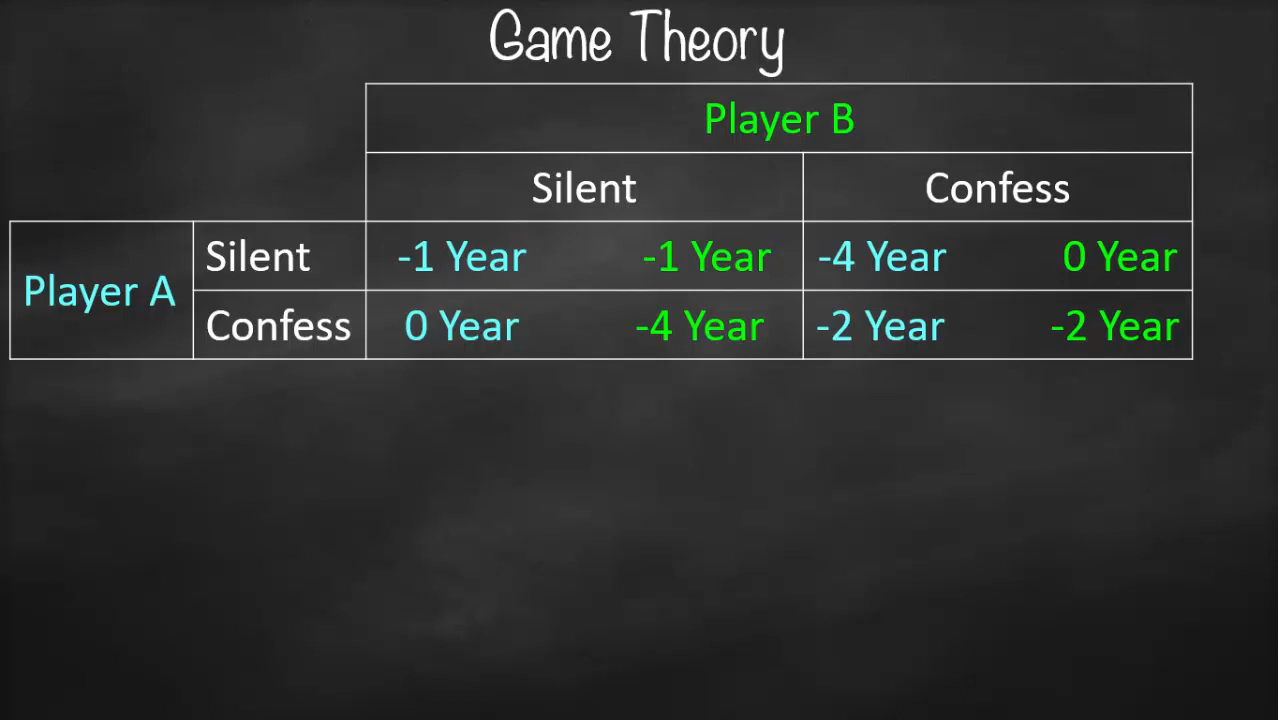 Game Theory
Player B
Silent Confess
Player A
Silent -1 Year -1 Year -4 Year 0 Year
Confess 0 Year -4 Year -2 Year -2 Year